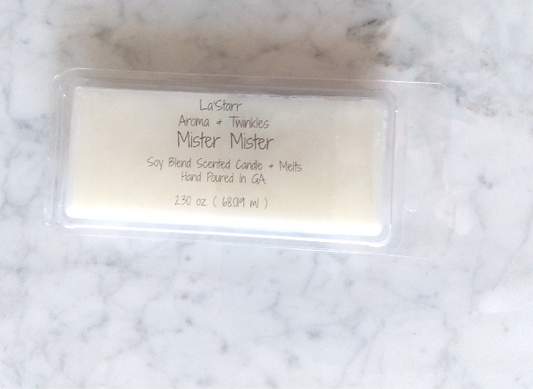 La'Starr
Aroma + Twinkles
Mister Mister
Soy Blend Scented Candle + Melts
Hand Poured In GA
2.30 oz ( 68.019 ml )